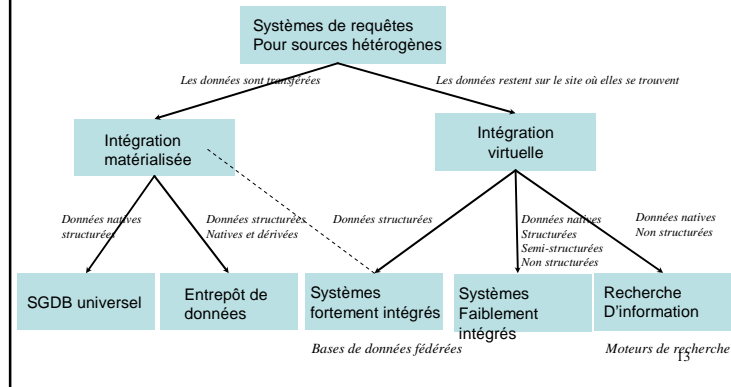 Systèmes de requêtes
Pour sources hétérogènes
Les données sont transférées
Les données restent sur le site où elles se trouvent
Intégration
matérialisée
Intégration
virtuelle
Données natives
structurées
Données structurées
Natives et dérivées
Données structurées
Données natives
Structurées
Semi-structurées
Non structurées
Données natives
Non structurées
SGDB universel
Entrepôt de
données
Systèmes
fortement intégrés
Systèmes
Faiblement
intégrés
Recherche
D'information
Bases de données fédérées
Moteurs de recherche
13